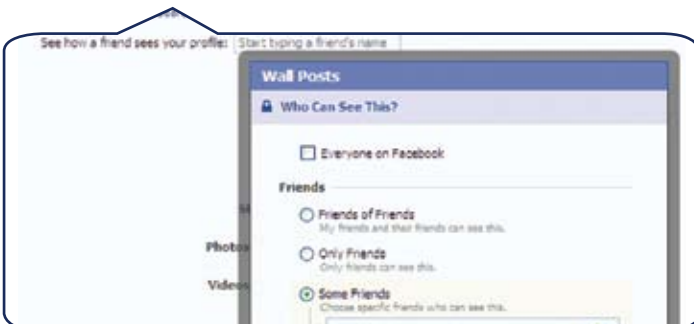 See how a friend sees your profile: Start typing a friend's name
Wall Posts
Who Can See This?
Everyone on Facebook
Friends
Friends of Friends
My friends and their friends can see this.
Only Friends
Only friends can see this.
Photos
Videos
Some Friends
Choose specific friends who can see this.